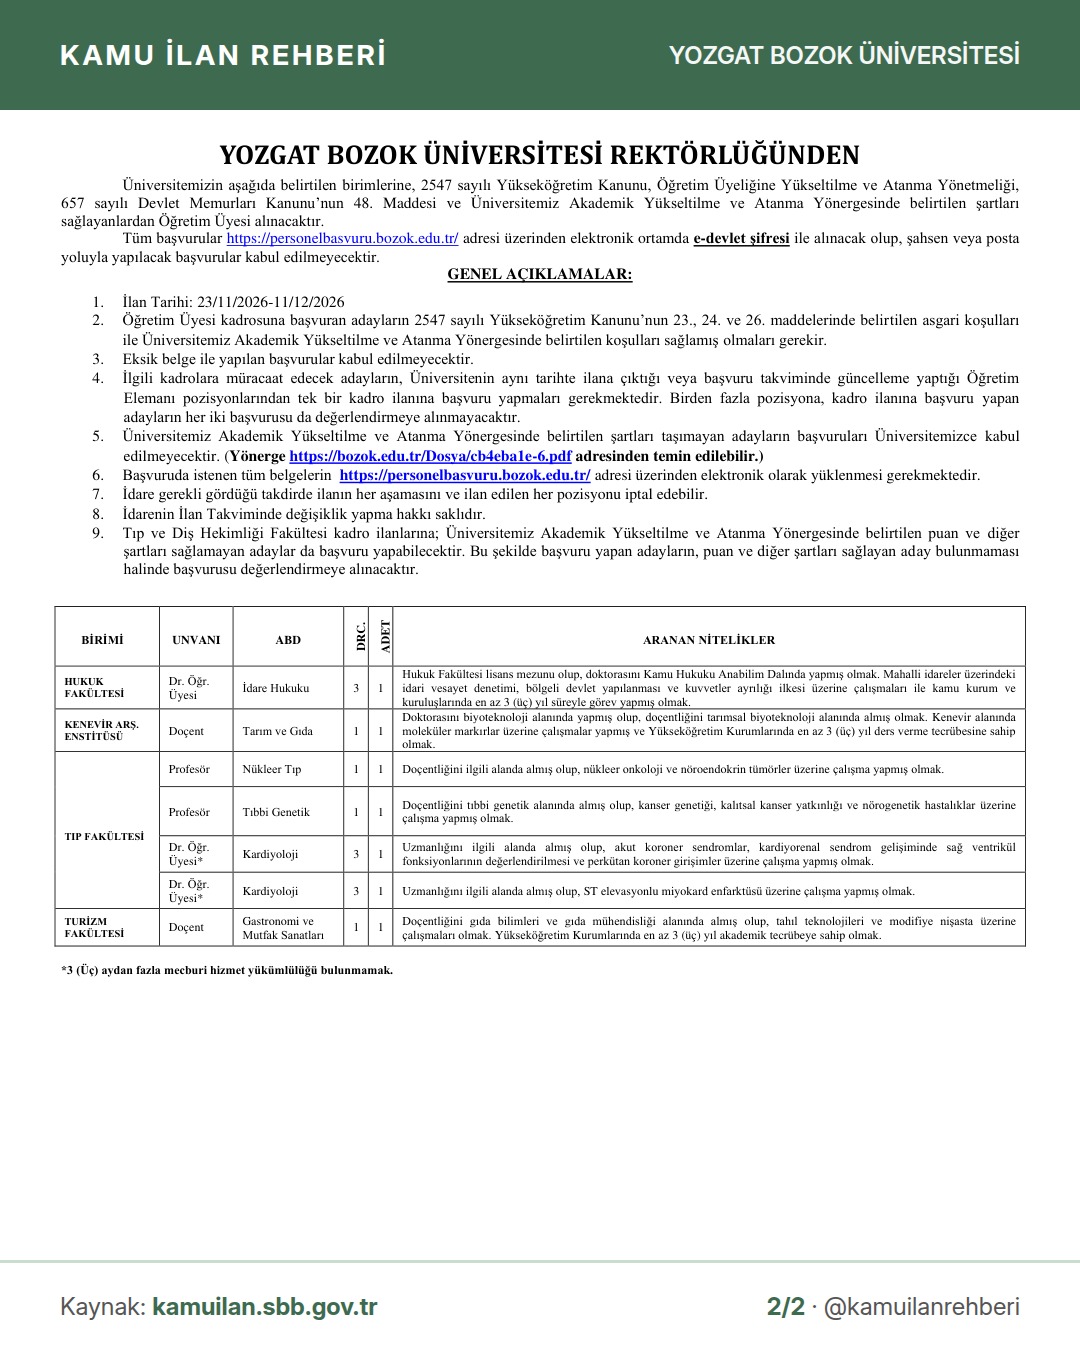 KAMU İLAN REHBERİ
YOZGAT BOZOK ÜNİVERSİTESİ
YOZGAT BOZOK ÜNİVERSİTESİ REKTÖRLÜĞÜNDEN
Üniversitemizin aşağıda belirtilen birimlerine, 2547 sayılı Yükseköğretim Kanunu, Öğretim Üyeliğine Yükseltilme ve Atanma Yönetmeliği,
657 sayılı Devlet Memurları Kanunu’nun 48. Maddesi ve Üniversitemiz Akademik Yükseltilme ve Atanma Yönergesinde belirtilen şartları
sağlayanlardan Öğretim Üyesi alınacaktır.
Tüm başvurular https://personelbasvuru.bozok.edu.tr/ adresi üzerinden elektronik ortamda e-devlet şifresi ile alınacak olup, şahsen veya posta
yoluyla yapılacak başvurular kabul edilmeyecektir.
GENEL AÇIKLAMALAR:
1. İlan Tarihi: 23/11/2026-11/12/2026
2. Öğretim Üyesi kadrosuna başvuran adayların 2547 sayılı Yükseköğretim Kanunu’nun 23., 24. ve 26. maddelerinde belirtilen asgari koşulları
ile Üniversitemiz Akademik Yükseltilme ve Atanma Yönergesinde belirtilen koşulları sağlamış olmaları gerekir.
3. Eksik belge ile yapılan başvurular kabul edilmeyecektir.
4. İlgili kadrolara müracaat edecek adayların, Üniversitenin aynı tarihte ilana çıktığı veya başvuru takviminde güncelleme yaptığı Öğretim
Elemanı pozisyonlarından tek bir kadro ilanına başvuru yapmaları gerekmektedir. Birden fazla pozisyona, kadro ilanına başvuru yapan
adayların her iki başvurusu da değerlendirmeye alınmayacaktır.
5. Üniversitemiz Akademik Yükseltilme ve Atanma Yönergesinde belirtilen şartları taşımayan adayların başvuruları Üniversitemizce kabul
edilmeyecektir. (Yönerge https://bozok.edu.tr/Dosya/cb4eba1e-6.pdf adresinden temin edilebilir.)
6. Başvuruda istenen tüm belgelerin https://personelbasvuru.bozok.edu.tr/ adresi üzerinden elektronik olarak yüklenmesi gerekmektedir.
7. İdare gerekli gördüğü takdirde ilanın her aşamasını ve ilan edilen her pozisyonu iptal edebilir.
8. İdarenin İlan Takviminde değişiklik yapma hakkı saklıdır.
9. Tıp ve Diş Hekimliği Fakültesi kadro ilanlarına; Üniversitemiz Akademik Yükseltilme ve Atanma Yönergesinde belirtilen puan ve diğer
şartları sağlamayan adaylar da başvuru yapabilecektir. Bu şekilde başvuru yapan adayların, puan ve diğer şartları sağlayan aday bulunmaması
halinde başvurusu değerlendirmeye alınacaktır.
BİRİMİ UNVANI ABD DRC. ADET ARANAN NİTELİKLER
HUKUK
FAKÜLTESİ
Dr. Öğr.
Üyesi
İdare Hukuku
3
1
Hukuk Fakültesi lisans mezunu olup, doktorasını Kamu Hukuku Anabilim Dalında yapmış olmak. Mahalli idareler üzerindeki
idari vesayet denetimi, bölgeli devlet yapılanması ve kuvvetler ayrılığı ilkesi üzerine çalışmaları ile kamu kurum ve
kuruluşlarında en az 3 (üç) yıl süreyle görev yapmış olmak.
KENEVİR ARŞ.
ENSTİTÜSÜ
Doçent
Tarım ve Gıda
1
1
Doktorasını biyoteknoloji alanında yapmış olup, doçentliğini tarımsal biyoteknoloji alanında almış olmak. Kenevir alanında
moleküler markırlar üzerine çalışmalar yapmış ve Yükseköğretim Kurumlarında en az 3 (üç) yıl ders verme tecrübesine sahip
olmak.
TIP FAKÜLTESİ
Profesör
Nükleer Tıp
1
1
Doçentliğini ilgili alanda almış olup, nükleer onkoloji ve nöroendokrin tümörler üzerine çalışma yapmış olmak.
Profesör
Tıbbi Genetik
1
1
Doçentliğini tıbbi genetik alanında almış olup, kanser genetiği, kalıtsal kanser yatkınlığı ve nörogenetik hastalıklar üzerine
çalışma yapmış olmak.
Dr. Öğr.
Üyesi*
Kardiyoloji
3
1
Uzmanlığını ilgili alanda almış olup, akut koroner sendromlar, kardiyorenal sendrom gelişiminde sağ ventrikül
fonksiyonlarının değerlendirilmesi ve perkütan koroner girişimler üzerine çalışma yapmış olmak.
Dr. Öğr.
Üyesi*
Kardiyoloji
3
1
Uzmanlığını ilgili alanda almış olup, ST elevasyonlu miyokard enfarktüsü üzerine çalışma yapmış olmak.
TURİZM
FAKÜLTESİ
Doçent
Gastronomi ve
Mutfak Sanatları
1
1
Doçentliğini gıda bilimleri ve gıda mühendisliği alanında almış olup, tahıl teknolojileri ve modifiye nişasta üzerine
çalışmaları olmak. Yükseköğretim Kurumlarında en az 3 (üç) yıl akademik tecrübeye sahip olmak.
*3 (Üç) aydan fazla mecburi hizmet yükümlülüğü bulunmamak.
Kaynak: kamuilan.sbb.gov.tr
2/2 · @kamuilanrehberi